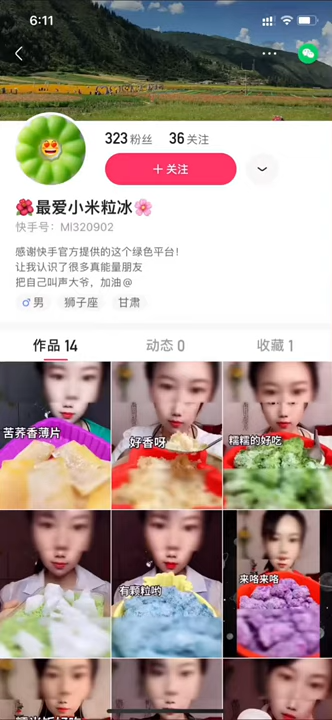 6:11
323 粉丝 36 关注
+ 关注
🌺最爱小米粒冰🌸
快手号：MI320902
感谢快手官方提供的这个绿色平台！
让我认识了很多真能量朋友
把自己叫声大爷，加油@
♂ 男 狮子座 甘肃
作品 14 动态 0 收藏 1
苦荞香薄片
好香呀
糯糯的好吃
有颗粒哟
来咯来咯